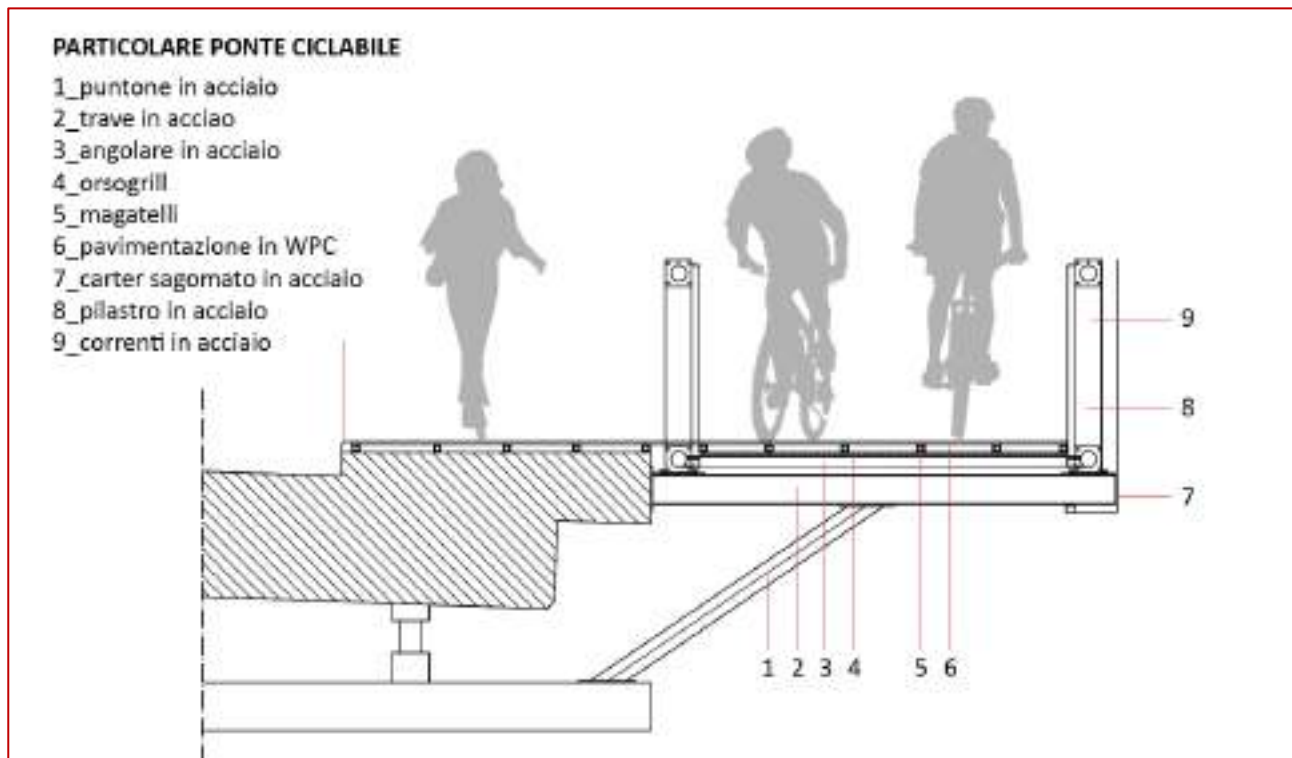 PARTICOLARE PONTE CICLABILE
1_puntone in acciaio
2_trave in acciao
3_angolare in acciaio
4_orsogrill
5_magatelli
6_pavimentazione in WPC
7_carter sagomato in acciaio
8_pilastro in acciaio
9_correnti in acciaio
9
8
7
1 2 3 4 5 6